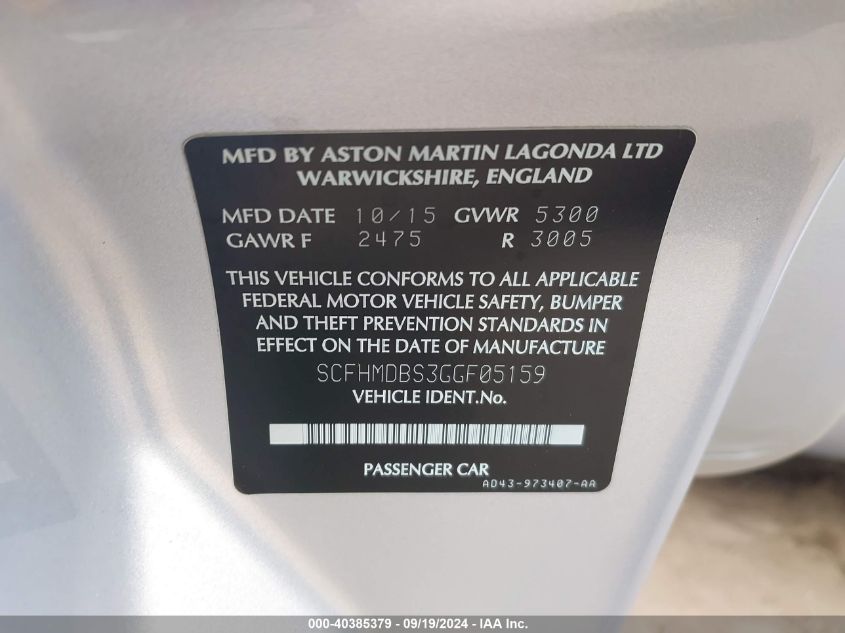 MFD BY ASTON MARTIN LAGONDA LTD
WARWICKSHIRE, ENGLAND
MFD DATE 10/15 GVWR 5300
GAWR F 2475 R 3005
THIS VEHICLE CONFORMS TO ALL APPLICABLE
FEDERAL MOTOR VEHICLE SAFETY, BUMPER
AND THEFT PREVENTION STANDARDS IN
EFFECT ON THE DATE OF MANUFACTURE
SCFHMDBS3GGF05159
VEHICLE IDENT.No.
PASSENGER CAR
AD43-973407-AA
000-40385379 - 09/19/2024 - IAA Inc.